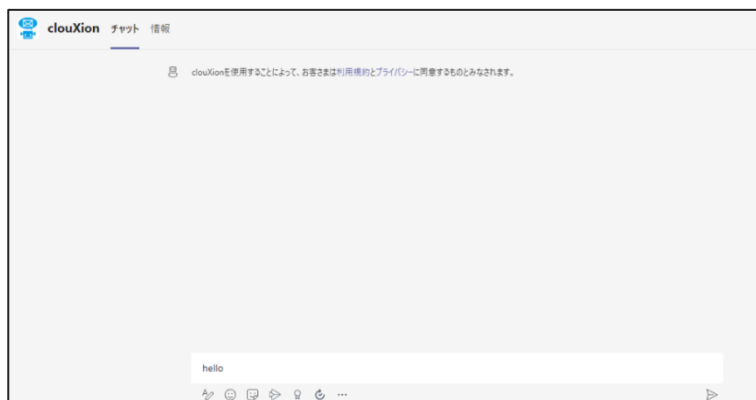 clouXion チャット 情報
clouXionを使用することによって、お客さまは利用規約とプライバシーに同意するものとみなされます。
hello